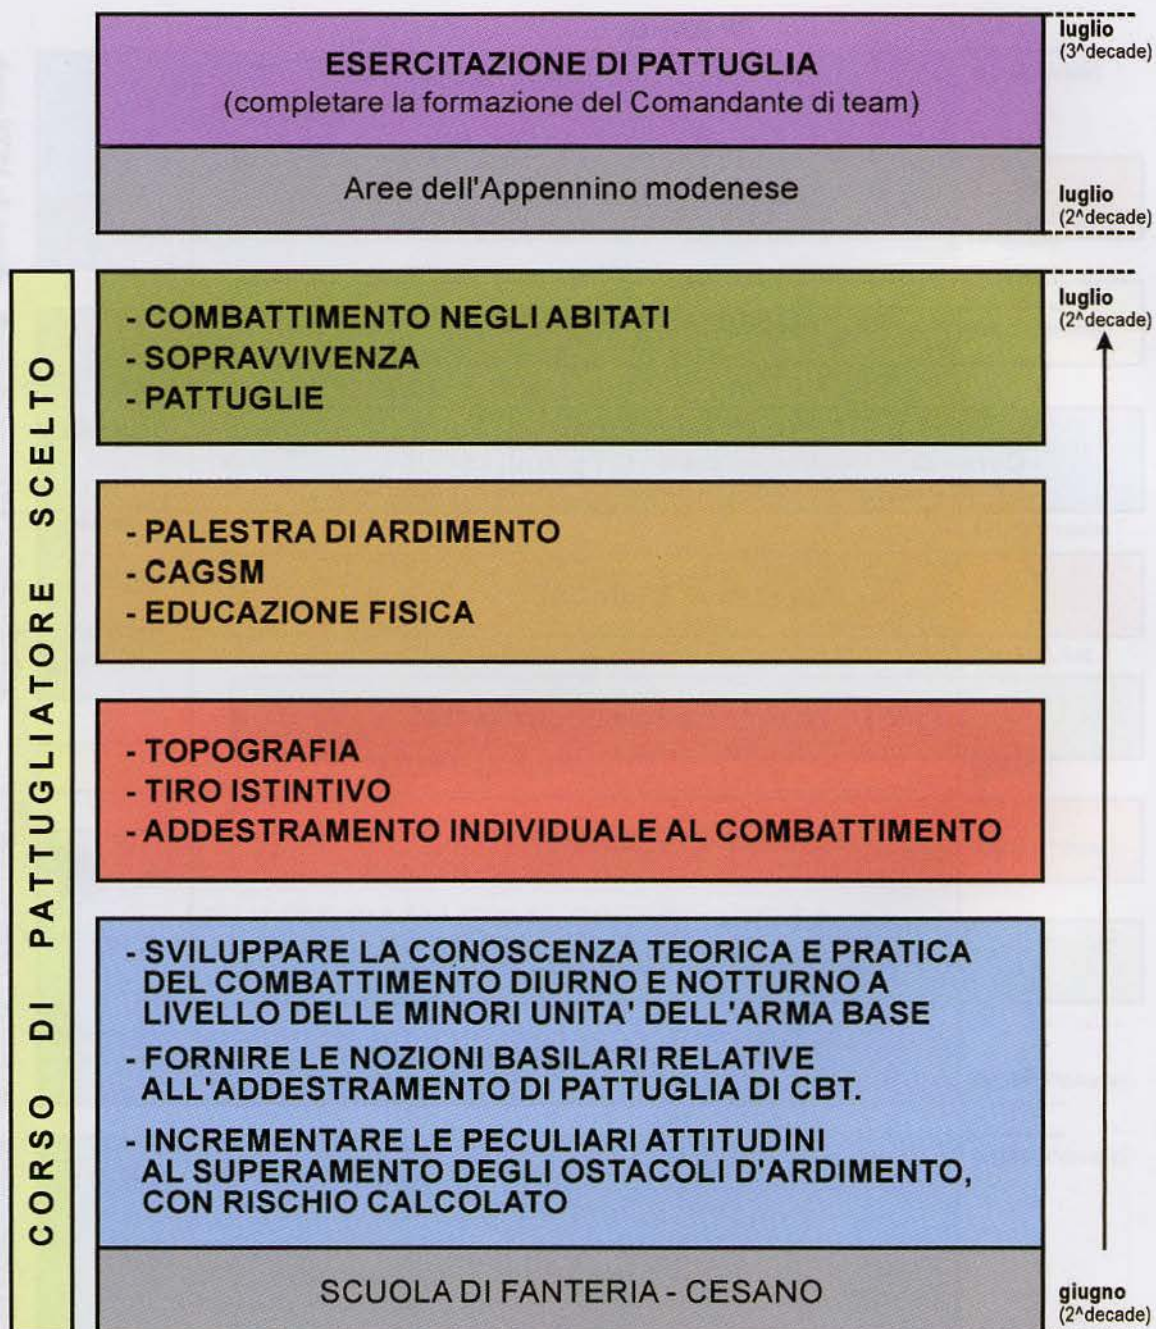 ESERCITAZIONE DI PATTUGLIA
(completare la formazione del Comandante di team)
Aree dell'Appennino modenese
luglio
(3^decade)
luglio
(2^decade)
CORSO DI PATTUGLIATORE SCELTO
- COMBATTIMENTO NEGLI ABITATI
- SOPRAVVIVENZA
- PATTUGLIE
luglio
(2^decade)
- PALESTRA DI ARDIMENTO
- CAGSM
- EDUCAZIONE FISICA
- TOPOGRAFIA
- TIRO ISTINTIVO
- ADDESTRAMENTO INDIVIDUALE AL COMBATTIMENTO
- SVILUPPARE LA CONOSCENZA TEORICA E PRATICA
DEL COMBATTIMENTO DIURNO E NOTTURNO A
LIVELLO DELLE MINORI UNITA' DELL'ARMA BASE
- FORNIRE LE NOZIONI BASILARI RELATIVE
ALL'ADDESTRAMENTO DI PATTUGLIA DI CBT.
- INCREMENTARE LE PECULIARI ATTITUDINI
AL SUPERAMENTO DEGLI OSTACOLI D'ARDIMENTO,
CON RISCHIO CALCOLATO
SCUOLA DI FANTERIA - CESANO
giugno
(2^decade)